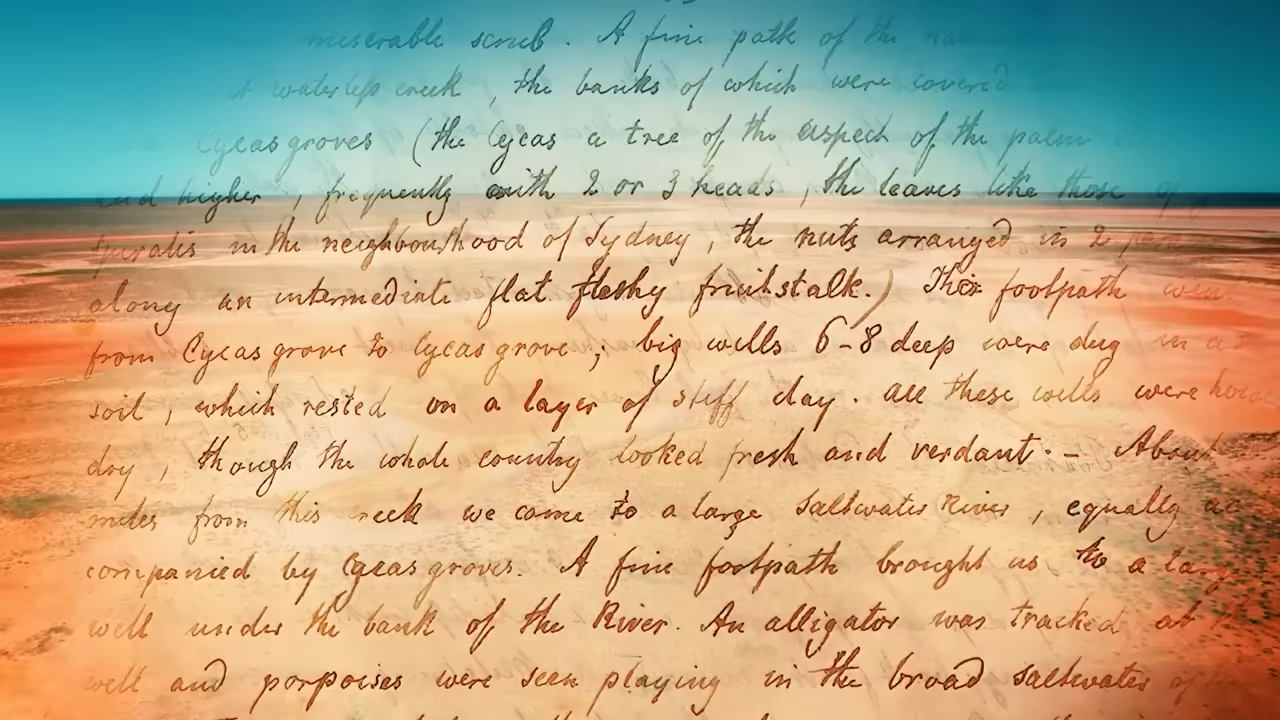 miserable scrub. A fine path of the
waterless creek, the banks of which were covered
Cycas groves (the Cycas a tree of the aspect of the palm
and higher, frequently with 2 or 3 heads, the leaves like those of
spiralis in the neighbourhood of Sydney, the nuts arranged in 2
along an intermediate flat fleshy fruitstalk.) This footpath went
from Cycas grove to Cycas grove; big wells 6-8 deep were dug in a
soil, which rested on a layer of stiff clay. All these wells were
dry, though the whole country looked fresh and verdant. - About
miles from this creek we came to a large saltwater River, equally ac
companied by Cycas groves. A fine footpath brought us to a large
well under the bank of the River. An alligator was tracked at
well and porpoises were seen playing in the broad saltwater